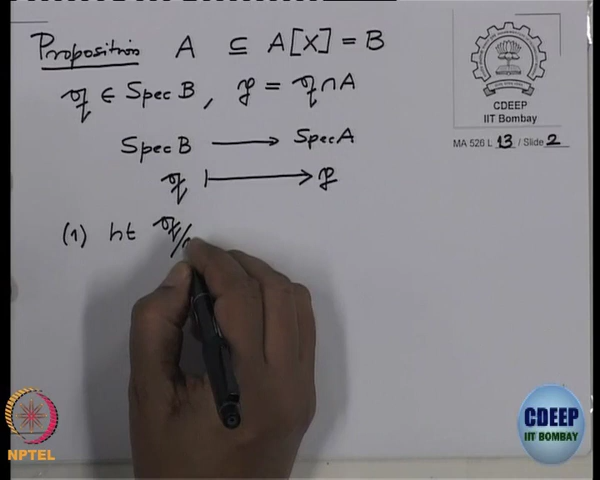 Proposition A ⊆ A[X] = B
𝔮 ∈ Spec B, 𝔭 = 𝔮 ∩ A
Spec B ⟶ Spec A
𝔮 ⟼ 𝔭
(1) ht 𝔮/
CDEEP
IIT Bombay
MA 526 L 13 / Slide 2
NPTEL
CDEEP
IIT BOMBAY